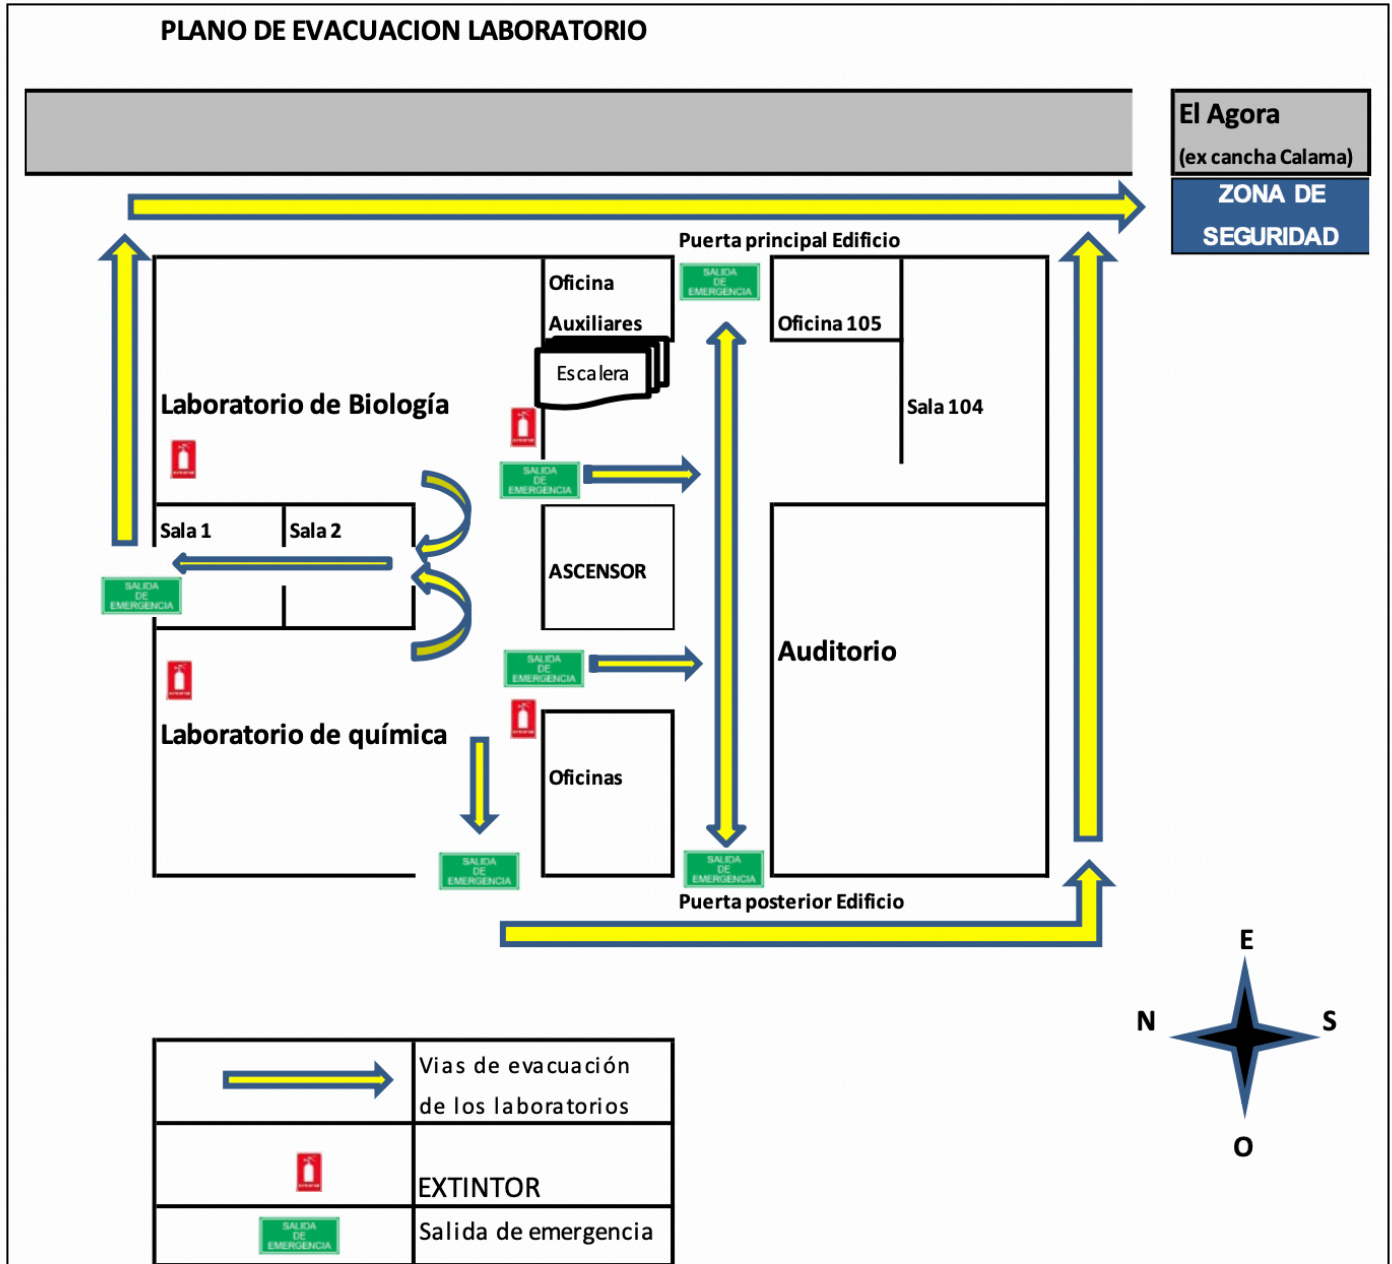 PLANO DE EVACUACION LABORATORIO
El Agora
(ex cancha Calama)
ZONA DE
SEGURIDAD
Puerta principal Edificio
Oficina
Auxiliares
SALIDA
DE
EMERGENCIA
Oficina 105
Escalera
Laboratorio de Biología
Sala 104
SALIDA
DE
EMERGENCIA
Sala 1
Sala 2
ASCENSOR
SALIDA
DE
EMERGENCIA
Auditorio
SALIDA
DE
EMERGENCIA
Laboratorio de química
Oficinas
SALIDA
DE
EMERGENCIA
SALIDA
DE
EMERGENCIA
Puerta posterior Edificio
E
N
S
O
Vias de evacuación
de los laboratorios
EXTINTOR
SALIDA
DE
EMERGENCIA
Salida de emergencia